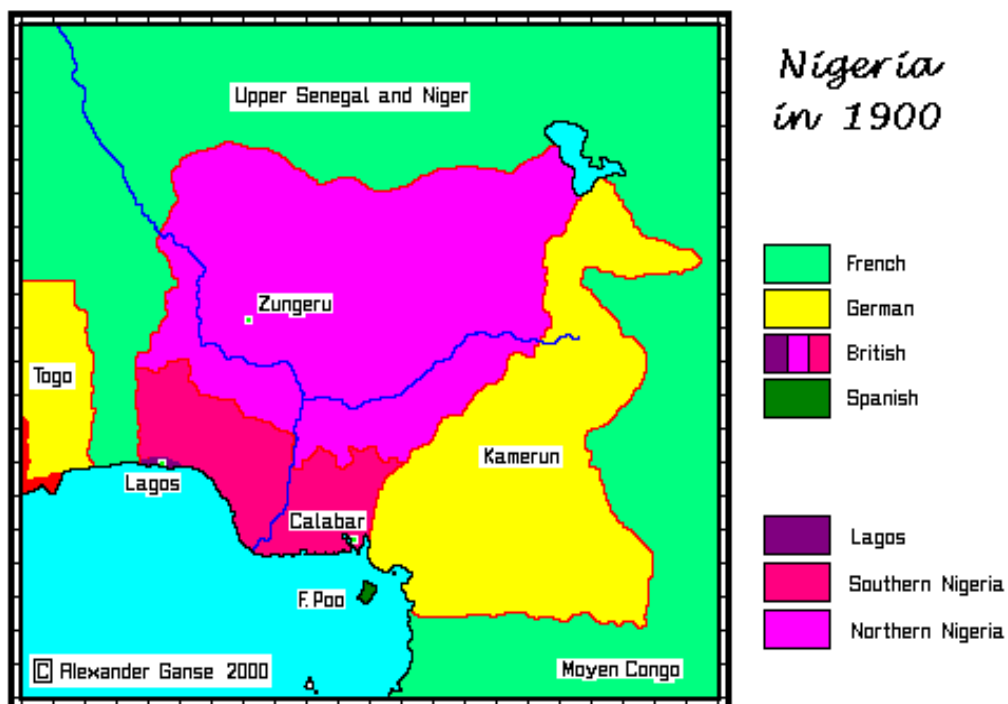 Nigeria
in 1900
Upper Senegal and Niger
Zungeru
Togo
Lagos
Calabar
Kamerun
F. Poo
Moyen Congo
C Alexander Ganse 2000
French
German
British
Spanish
Lagos
Southern Nigeria
Northern Nigeria